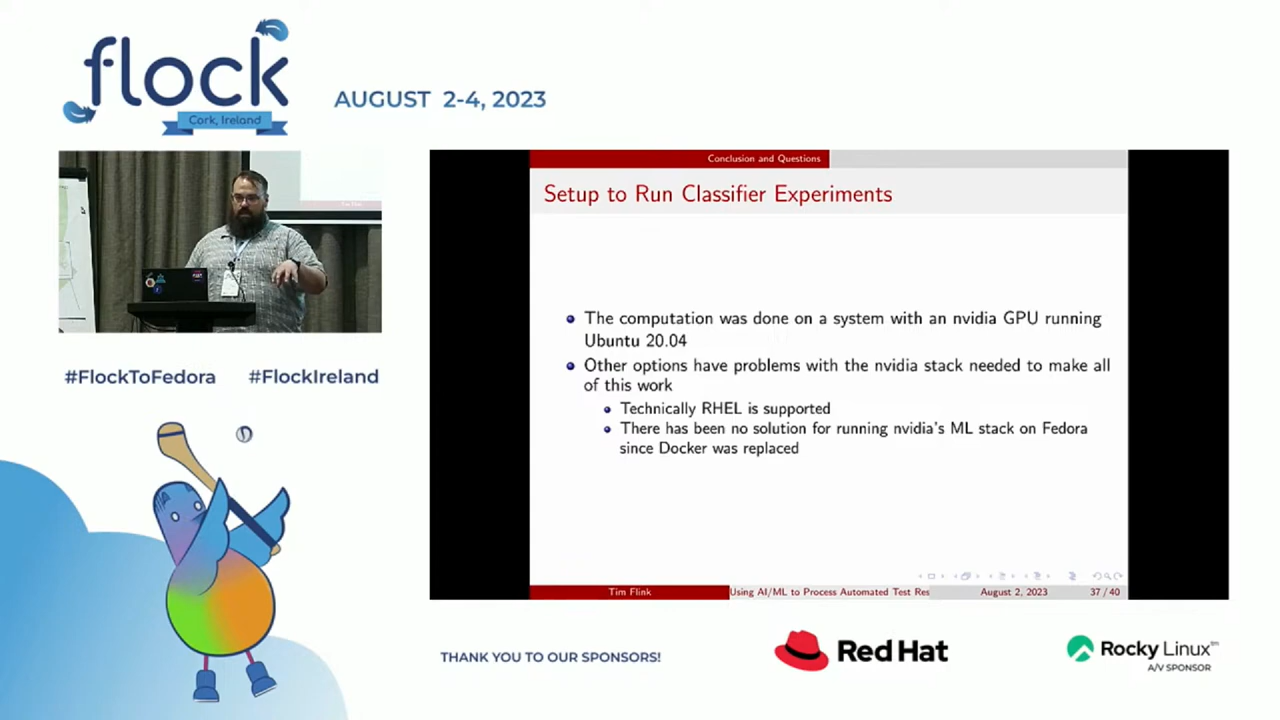 flock
Cork, Ireland
AUGUST 2-4, 2023
#FlockToFedora #FlockIreland
Conclusion and Questions
Setup to Run Classifier Experiments
The computation was done on a system with an nvidia GPU running
Ubuntu 20.04
Other options have problems with the nvidia stack needed to make all
of this work
Technically RHEL is supported
There has been no solution for running nvidia's ML stack on Fedora
since Docker was replaced
Tim Flink
Using AI/ML to Process Automated Test Res
August 2, 2023
37 / 40
THANK YOU TO OUR SPONSORS!
Red Hat
Rocky Linux™
A/V SPONSOR